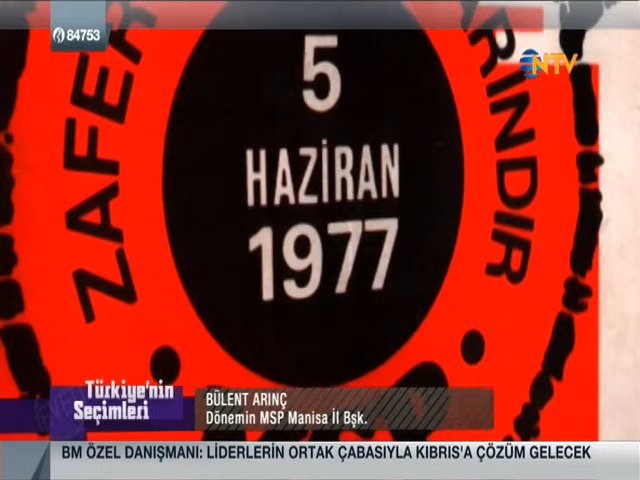 84753
NTV
ZAFER
5
HAZİRAN
1977
Türkiye'nin
Seçimleri
BÜLENT ARINÇ
Dönemin MSP Manisa İl Bşk.
BM ÖZEL DANIŞMANI: LİDERLERİN ORTAK ÇABASIYLA KIBRIS'A ÇÖZÜM GELECEK